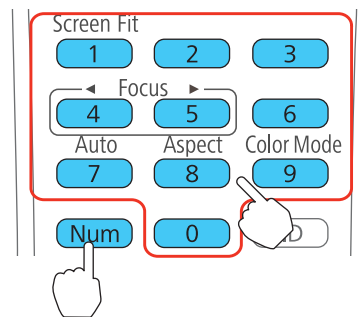 Screen Fit
1 2 3
◄ Focus ►
4 5 6
Auto Aspect Color Mode
7 8 9
Num 0 D